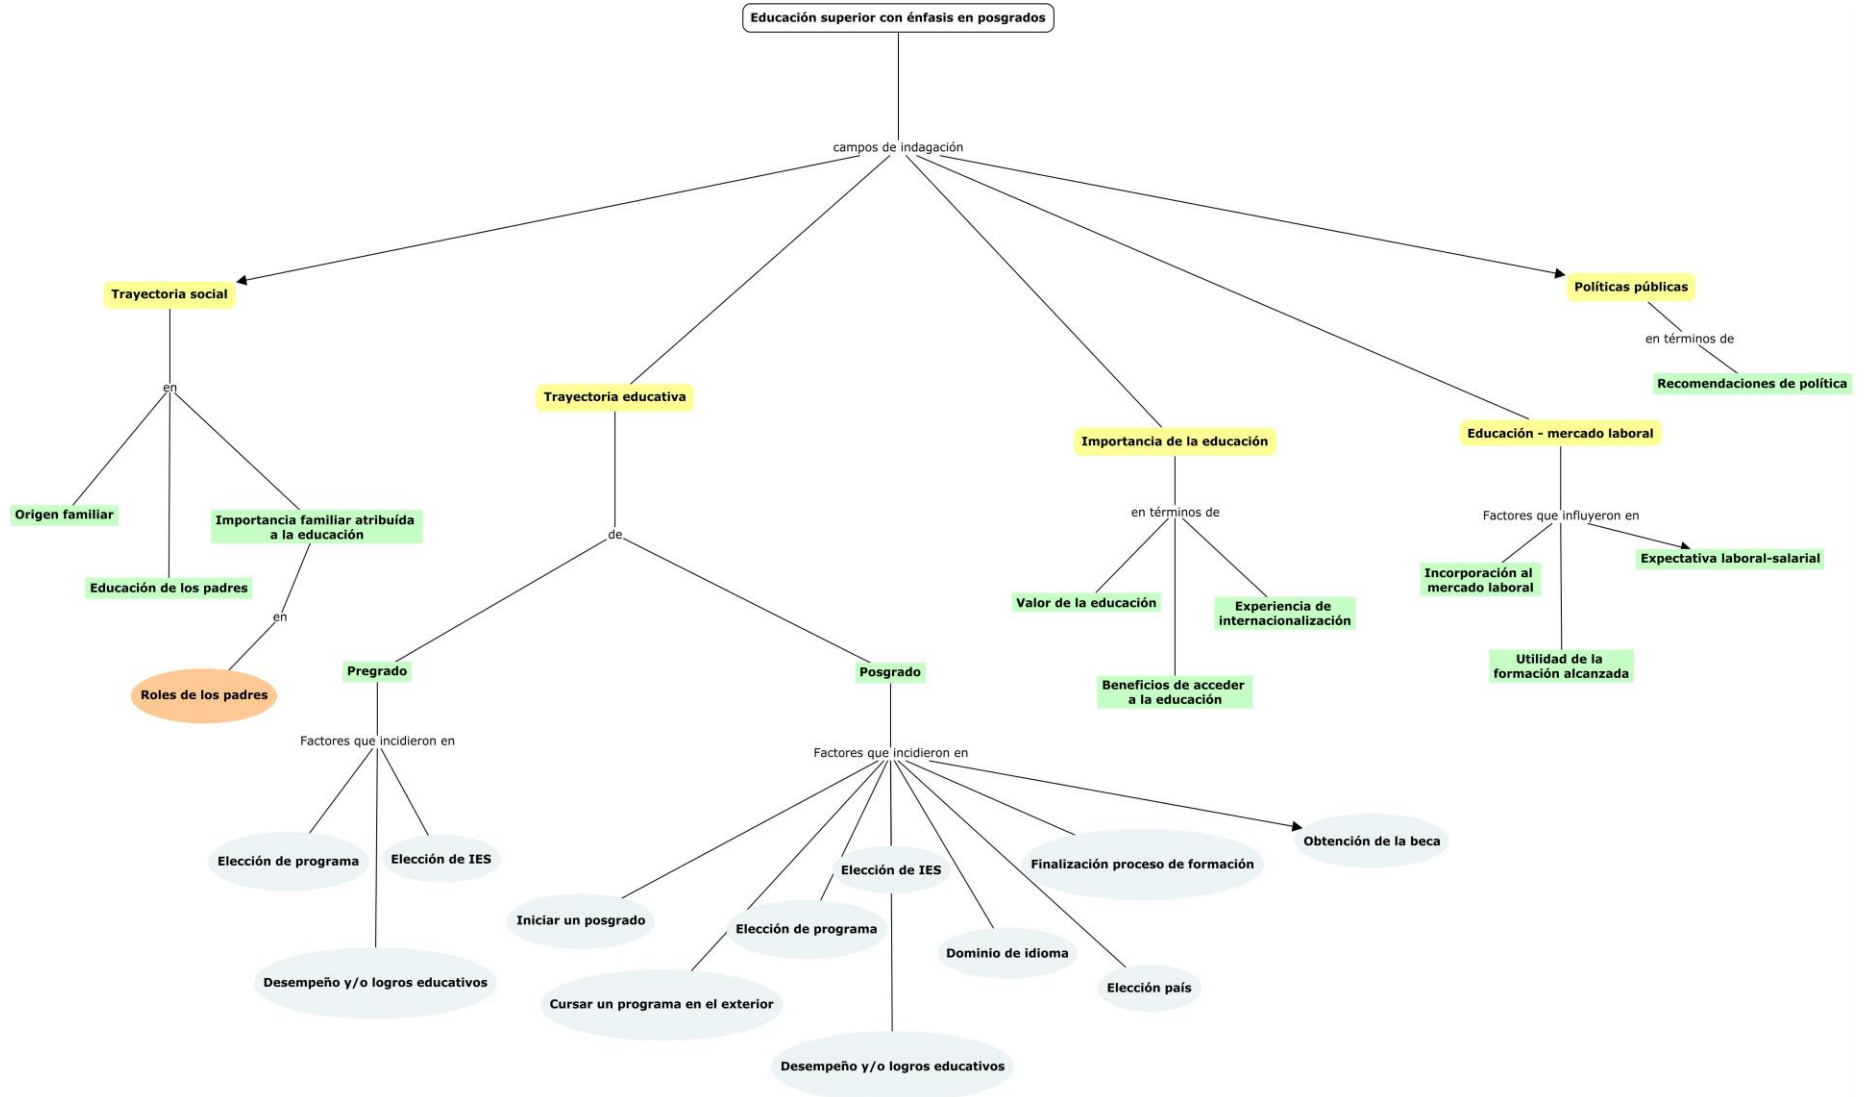 Educación superior con énfasis en posgrados
campos de indagación
Trayectoria social
en
Origen familiar
Educación de los padres
Importancia familiar atribuída
a la educación
en
Roles de los padres
Trayectoria educativa
de
Pregrado
Factores que incidieron en
Elección de programa
Desempeño y/o logros educativos
Elección de IES
Posgrado
Factores que incidieron en
Iniciar un posgrado
Cursar un programa en el exterior
Elección de programa
Elección de IES
Desempeño y/o logros educativos
Dominio de idioma
Elección país
Finalización proceso de formación
Obtención de la beca
Importancia de la educación
en términos de
Valor de la educación
Beneficios de acceder
a la educación
Experiencia de
internacionalización
Educación - mercado laboral
Factores que influyeron en
Incorporación al
mercado laboral
Utilidad de la
formación alcanzada
Expectativa laboral-salarial
Políticas públicas
en términos de
Recomendaciones de política